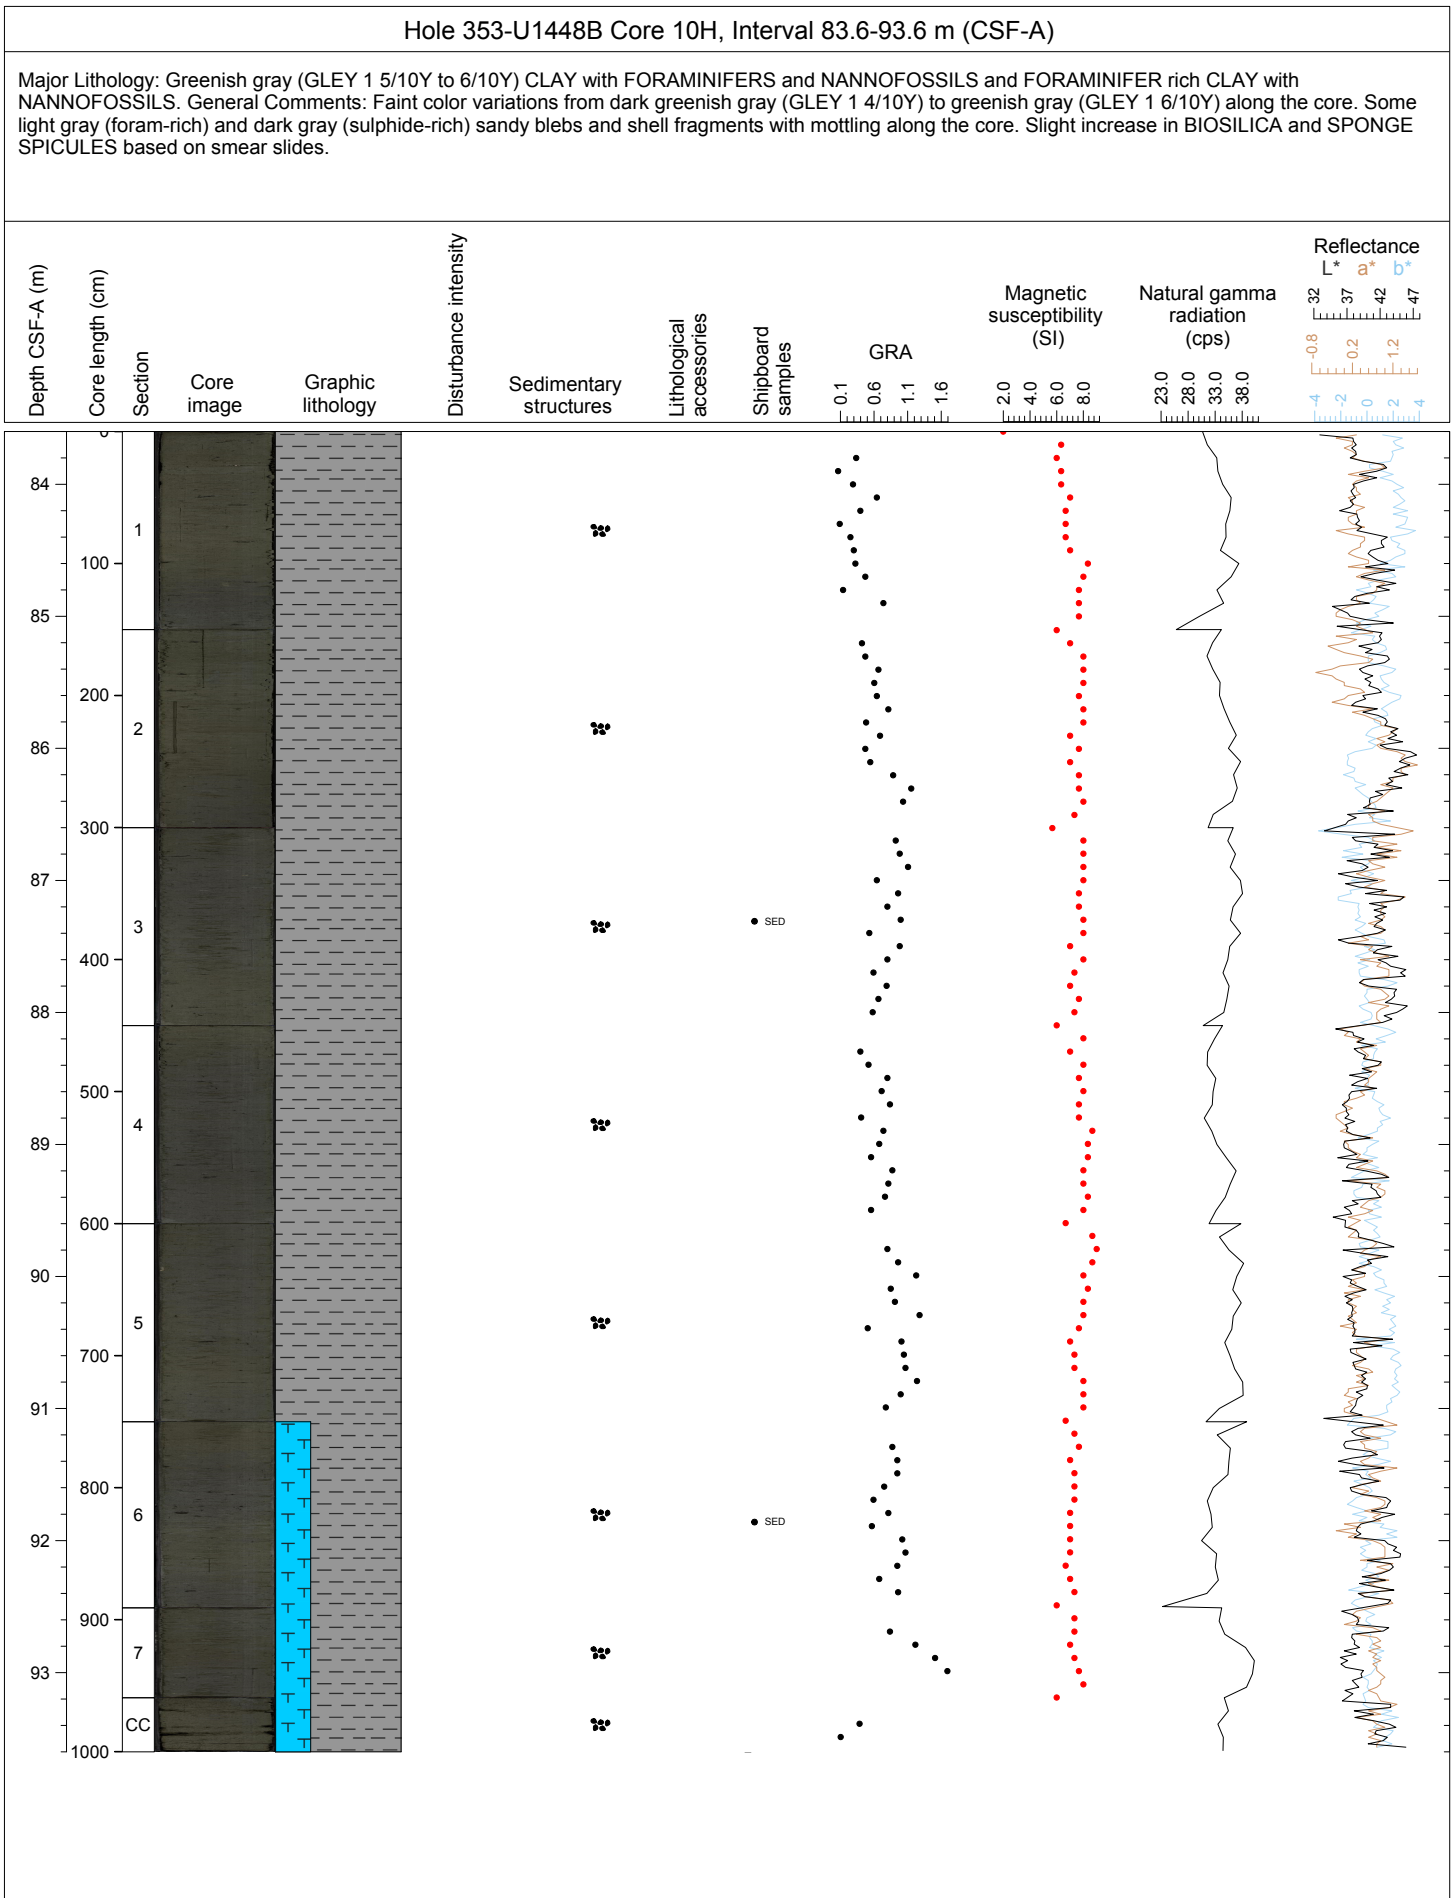 Hole 353-U1448B Core 10H, Interval 83.6-93.6 m (CSF-A)
Major Lithology: Greenish gray (GLEY 1 5/10Y to 6/10Y) CLAY with FORAMINIFERS and NANNOFOSSILS and FORAMINIFER rich CLAY with
NANNOFOSSILS. General Comments: Faint color variations from dark greenish gray (GLEY 1 4/10Y) to greenish gray (GLEY 1 6/10Y) along the core. Some
light gray (foram-rich) and dark gray (sulphide-rich) sandy blebs and shell fragments with mottling along the core. Slight increase in BIOSILICA and SPONGE
SPICULES based on smear slides.
Depth CSF-A (m)
Core length (cm)
Section
Core
image
Graphic
lithology
Disturbance intensity
Sedimentary
structures
Lithological
accessories
Shipboard
samples
GRA
0.1 0.6 1.1 1.6
Magnetic
susceptibility
(SI)
2.0 4.0 6.0 8.0
Natural gamma
radiation
(cps)
23.0 28.0 33.0 38.0
Reflectance
L* a* b*
32 37 42 47
-0.8 0.2 1.2
-4 -2 0 2 4
0
84
1
100
85
200
2
86
300
87
3
SED
400
88
500
4
89
600
90
5
700
91
800
6
SED
92
900
7
93
CC
1000